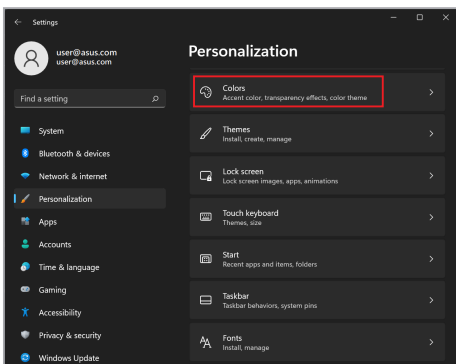 Settings
user@asus.com
user@asus.com
Find a setting
System
Bluetooth & devices
Network & internet
Personalization
Apps
Accounts
Time & language
Gaming
Accessibility
Privacy & security
Windows Update
Personalization
Colors
Accent color, transparency effects, color theme
Themes
Install, create, manage
Lock screen
Lock screen images, apps, animations
Touch keyboard
Themes, size
Start
Recent apps and items, folders
Taskbar
Taskbar behaviors, system pins
Fonts
Install, manage